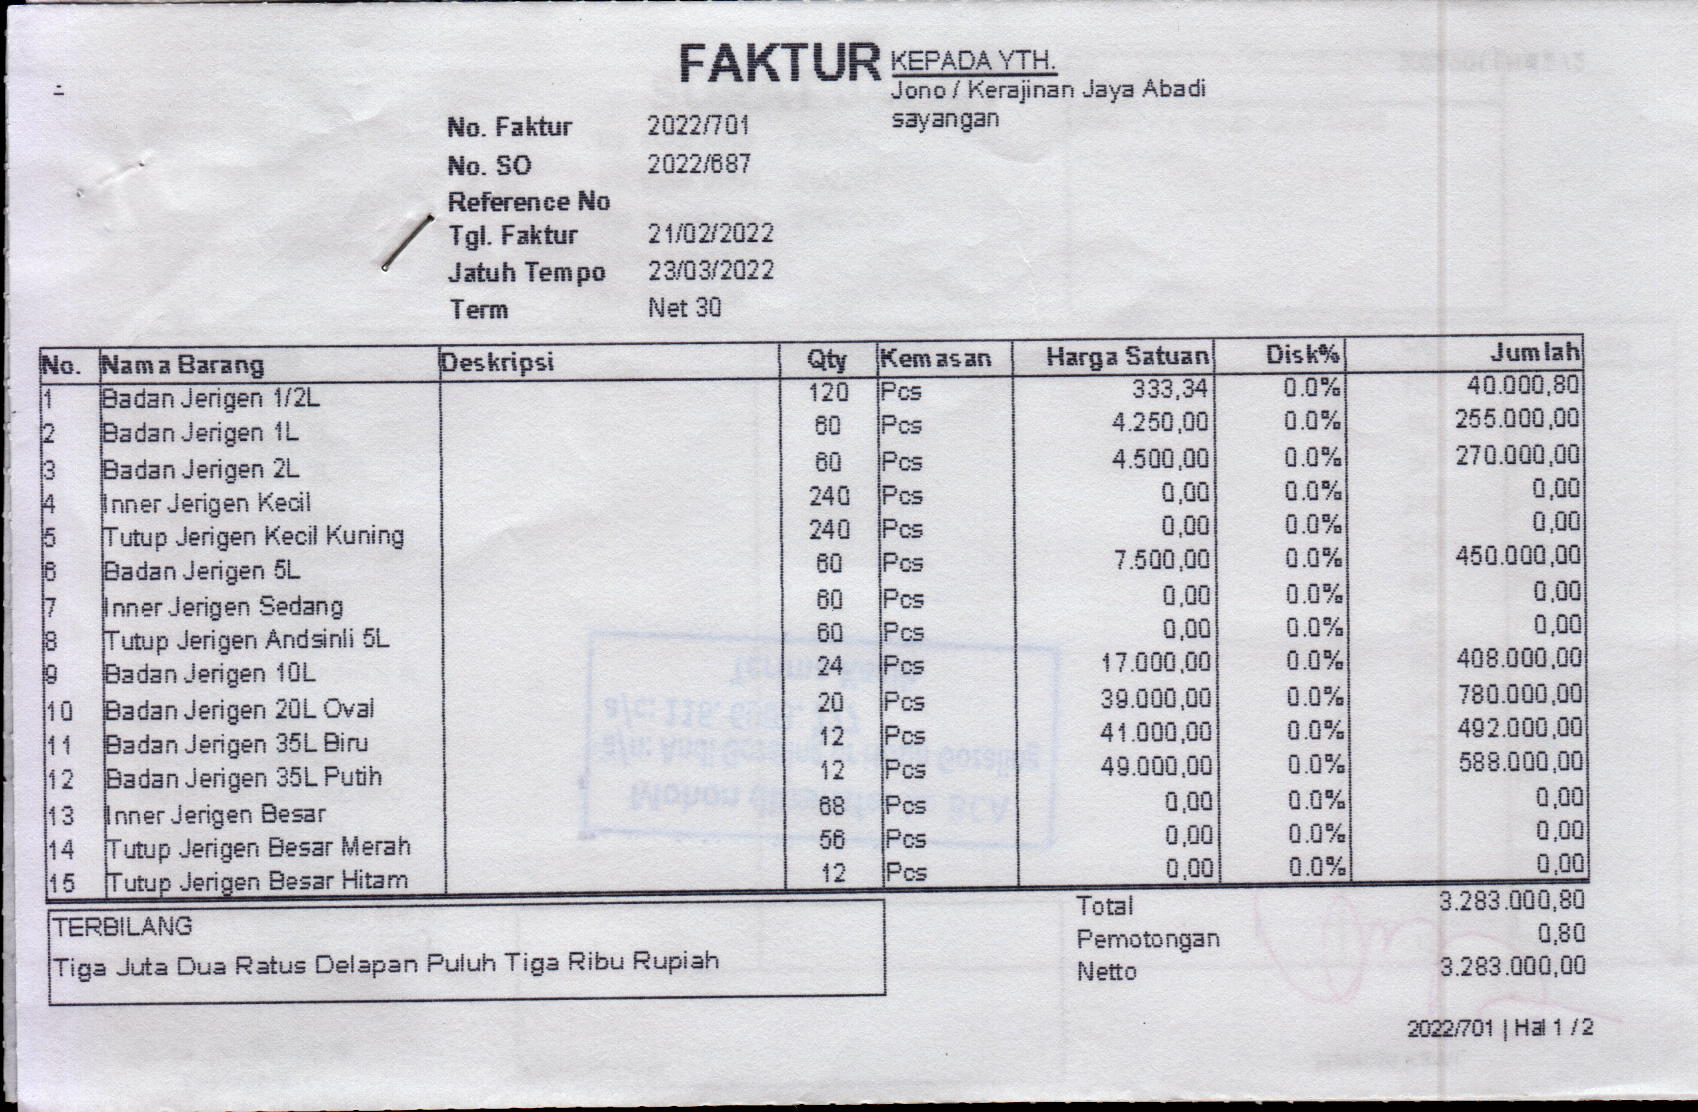 FAKTUR
KEPADA YTH.
Jono / Kerajinan Jaya Abadi
sayangan
No. Faktur 2022/701
No. SO 2022/687
Reference No
Tgl. Faktur 21/02/2022
Jatuh Tempo 23/03/2022
Term Net 30
No. Nama Barang Deskripsi Qty Kemasan Harga Satuan Disk% Jumlah
1 Badan Jerigen 1/2L 120 Pcs 333,34 0.0% 40.000,80
2 Badan Jerigen 1L 60 Pcs 4.250,00 0.0% 255.000,00
3 Badan Jerigen 2L 60 Pcs 4.500,00 0.0% 270.000,00
4 Inner Jerigen Kecil 240 Pcs 0,00 0.0% 0,00
5 Tutup Jerigen Kecil Kuning 240 Pcs 0,00 0.0% 0,00
6 Badan Jerigen 5L 60 Pcs 7.500,00 0.0% 450.000,00
7 Inner Jerigen Sedang 60 Pcs 0,00 0.0% 0,00
8 Tutup Jerigen Andsinli 5L 60 Pcs 0,00 0.0% 0,00
9 Badan Jerigen 10L 24 Pcs 17.000,00 0.0% 408.000,00
10 Badan Jerigen 20L Oval 20 Pcs 39.000,00 0.0% 780.000,00
11 Badan Jerigen 35L Biru 12 Pcs 41.000,00 0.0% 492.000,00
12 Badan Jerigen 35L Putih 12 Pcs 49.000,00 0.0% 588.000,00
13 Inner Jerigen Besar 68 Pcs 0,00 0.0% 0,00
14 Tutup Jerigen Besar Merah 56 Pcs 0,00 0.0% 0,00
15 Tutup Jerigen Besar Hitam 12 Pcs 0,00 0.0% 0,00
TERBILANG
Tiga Juta Dua Ratus Delapan Puluh Tiga Ribu Rupiah
Total 3.283.000,80
Pemotongan 0,80
Netto 3.283.000,00
2022/701 | Hal 1 / 2